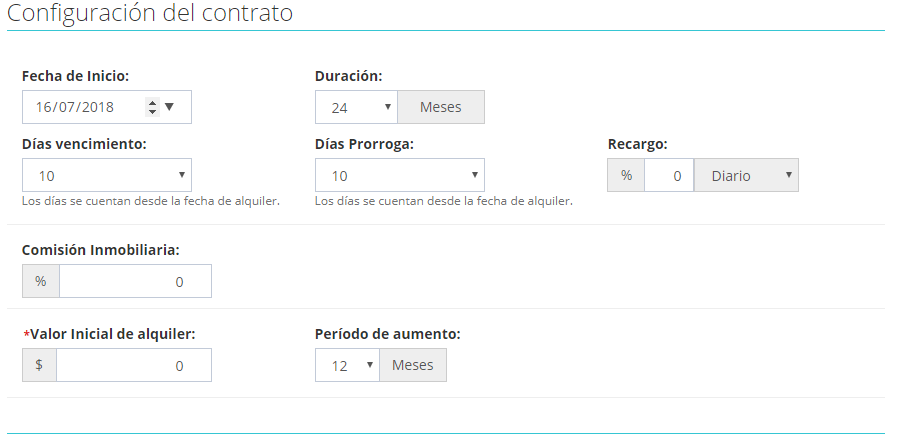 Configuración del contrato
Fecha de Inicio: Duración:
16/07/2018 24 Meses
Días vencimiento: Días Prorroga: Recargo:
10 10 % 0 Diario
Los días se cuentan desde la fecha de alquiler. Los días se cuentan desde la fecha de alquiler.
Comisión Inmobiliaria:
% 0
*Valor Inicial de alquiler: Período de aumento:
$ 0 12 Meses